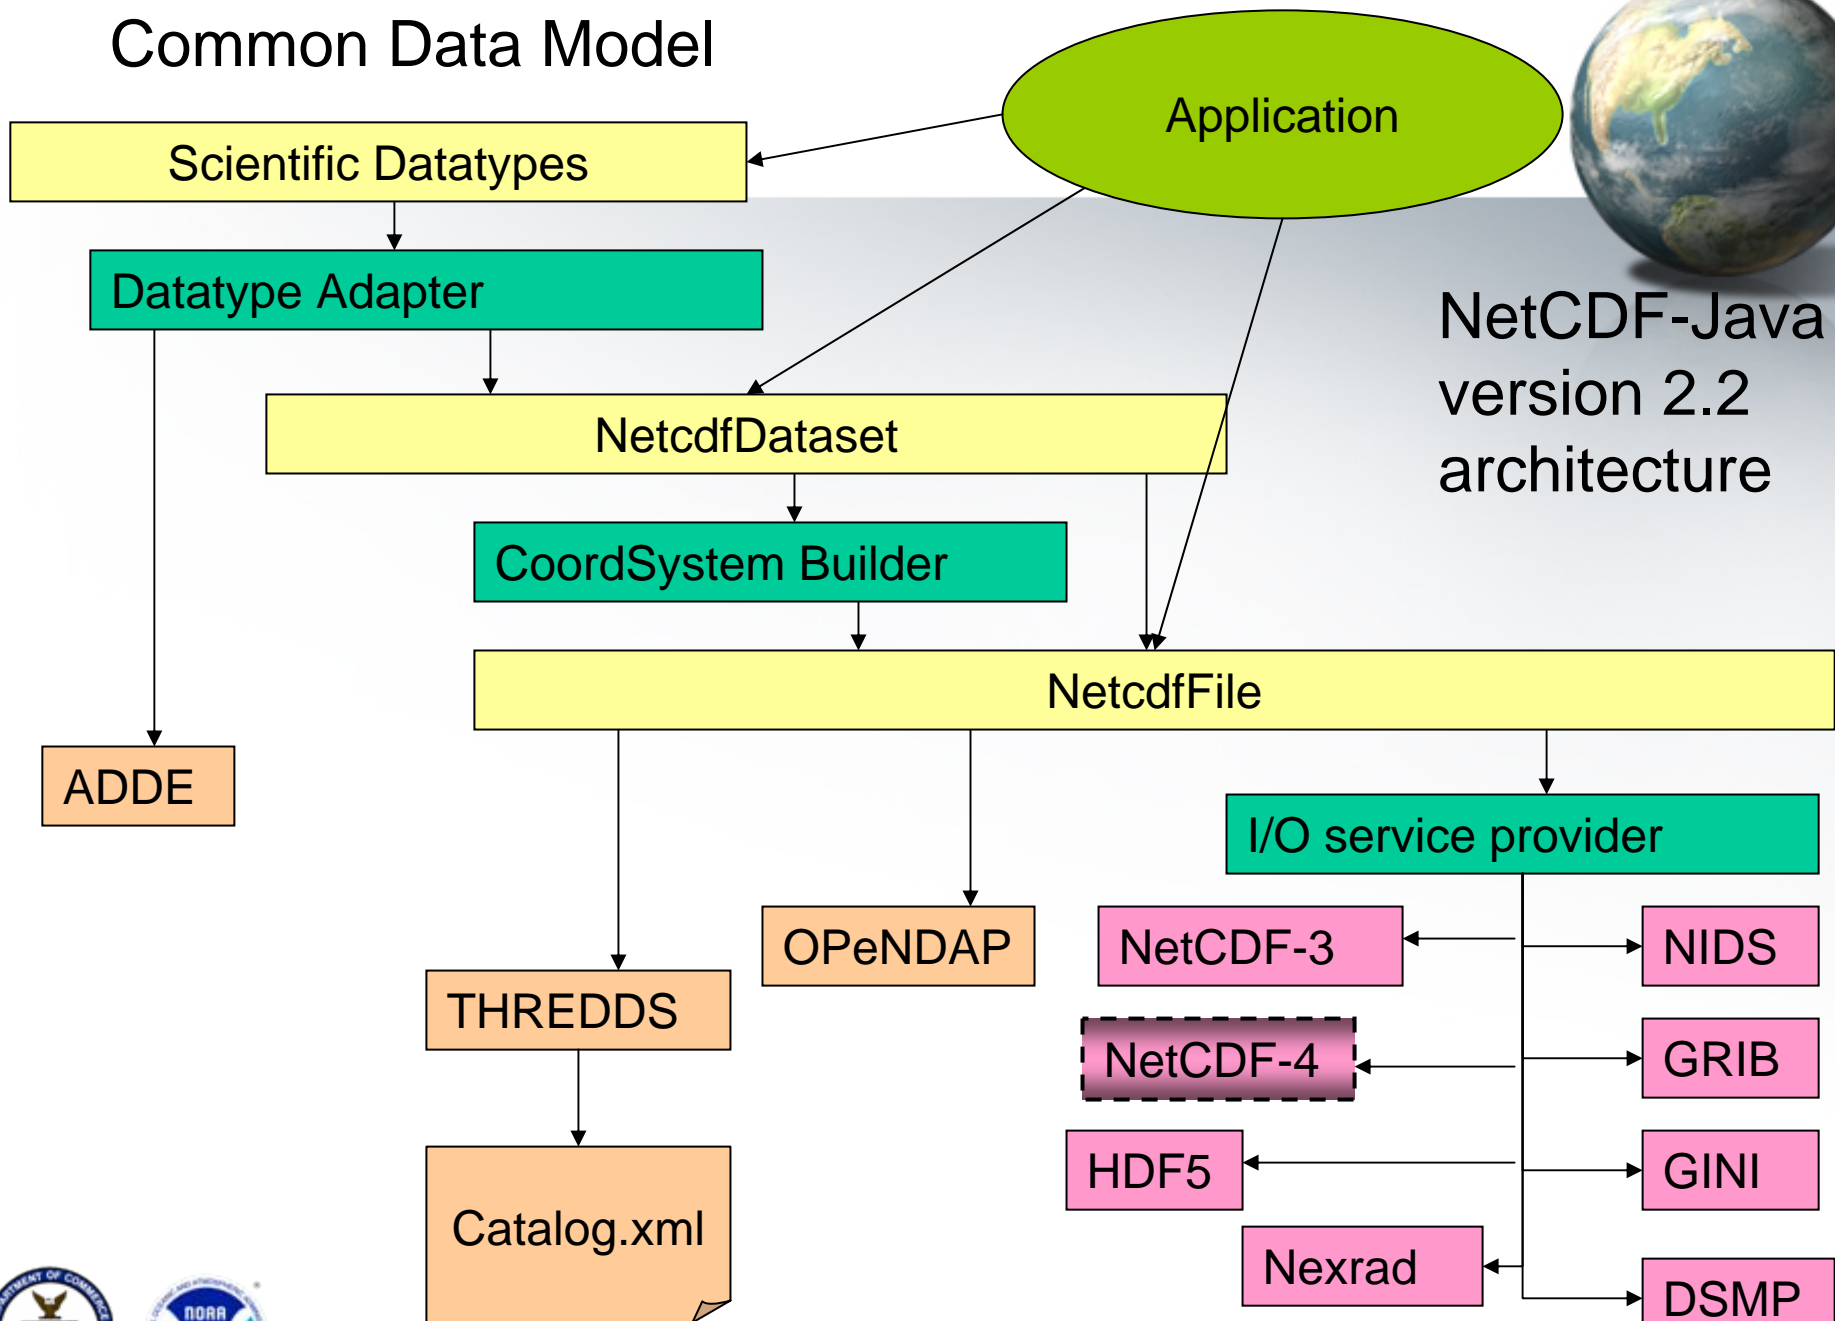 Common Data Model
Application
Scientific Datatypes
Datatype Adapter
NetCDF-Java
version 2.2
architecture
NetcdfDataset
CoordSystem Builder
NetcdfFile
ADDE
I/O service provider
OPeNDAP
NetCDF-3
NIDS
THREDDS
NetCDF-4
GRIB
HDF5
GINI
Catalog.xml
Nexrad
DSMP
NOAA